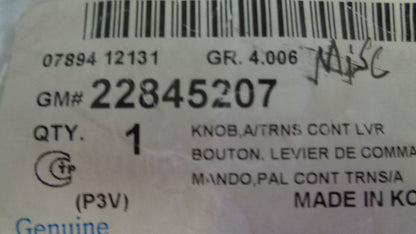 07894 12131 GR. 4.006 Misc
GM# 22845207
QTY. 1 KNOB,A/TRNS CONT LVR
BOUTON, LEVIER DE COMMA
MANDO,PAL CONT TRNS/A
(P3V) MADE IN KO
Genuine